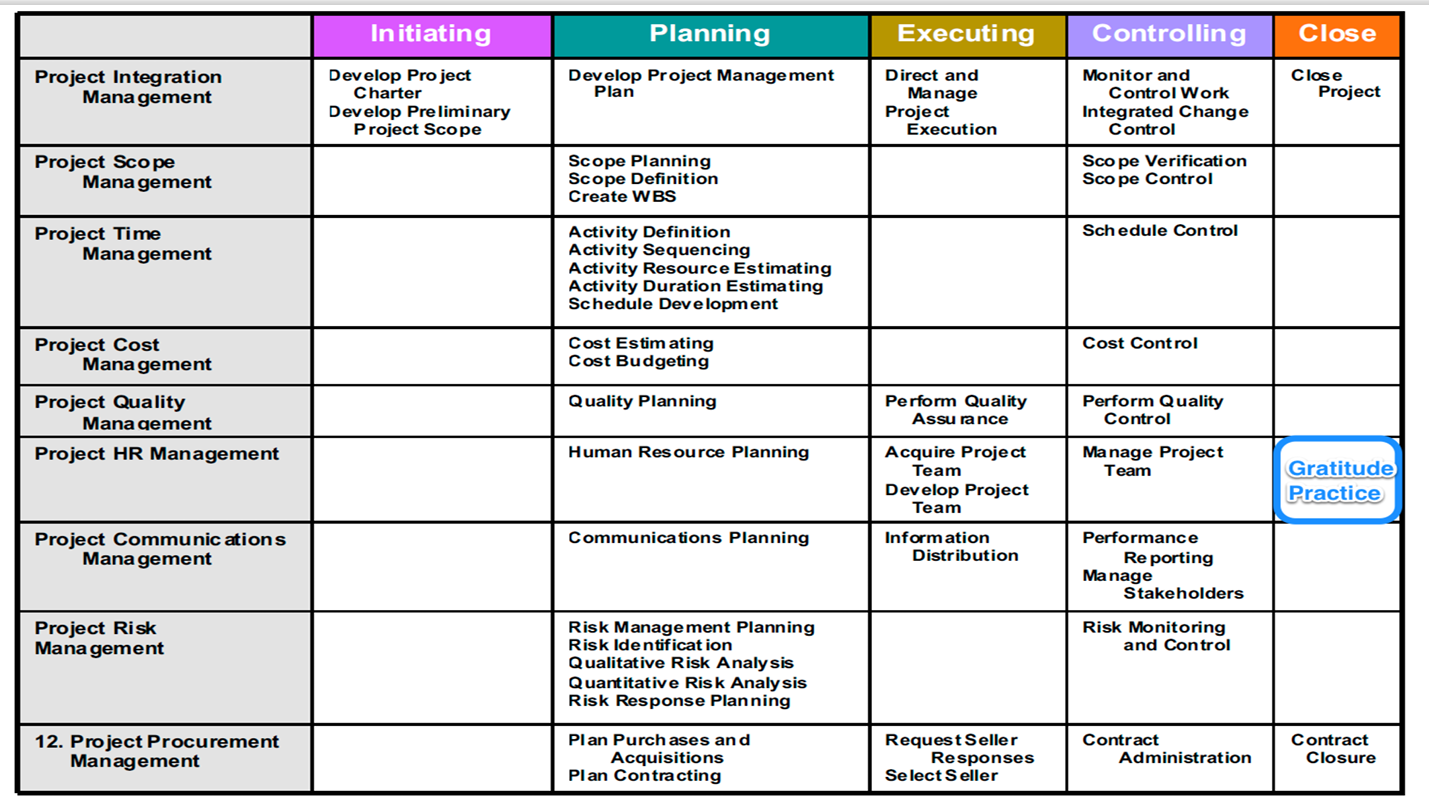 Initiating Planning Executing Controlling Close
Project Integration
Management
Develop Project
Charter
Develop Preliminary
Project Scope
Develop Project Management
Plan
Direct and
Manage
Project
Execution
Monitor and
Control Work
Integrated Change
Control
Close
Project
Project Scope
Management
Scope Planning
Scope Definition
Create WBS
Scope Verification
Scope Control
Project Time
Management
Activity Definition
Activity Sequencing
Activity Resource Estimating
Activity Duration Estimating
Schedule Development
Schedule Control
Project Cost
Management
Cost Estimating
Cost Budgeting
Cost Control
Project Quality
Management
Quality Planning
Perform Quality
Assurance
Perform Quality
Control
Project HR Management
Human Resource Planning
Acquire Project
Team
Develop Project
Team
Manage Project
Team
Gratitude
Practice
Project Communications
Management
Communications Planning
Information
Distribution
Performance
Reporting
Manage
Stakeholders
Project Risk
Management
Risk Management Planning
Risk Identification
Qualitative Risk Analysis
Quantitative Risk Analysis
Risk Response Planning
Risk Monitoring
and Control
12. Project Procurement
Management
Plan Purchases and
Acquisitions
Plan Contracting
Request Seller
Responses
Select Seller
Contract
Administration
Contract
Closure